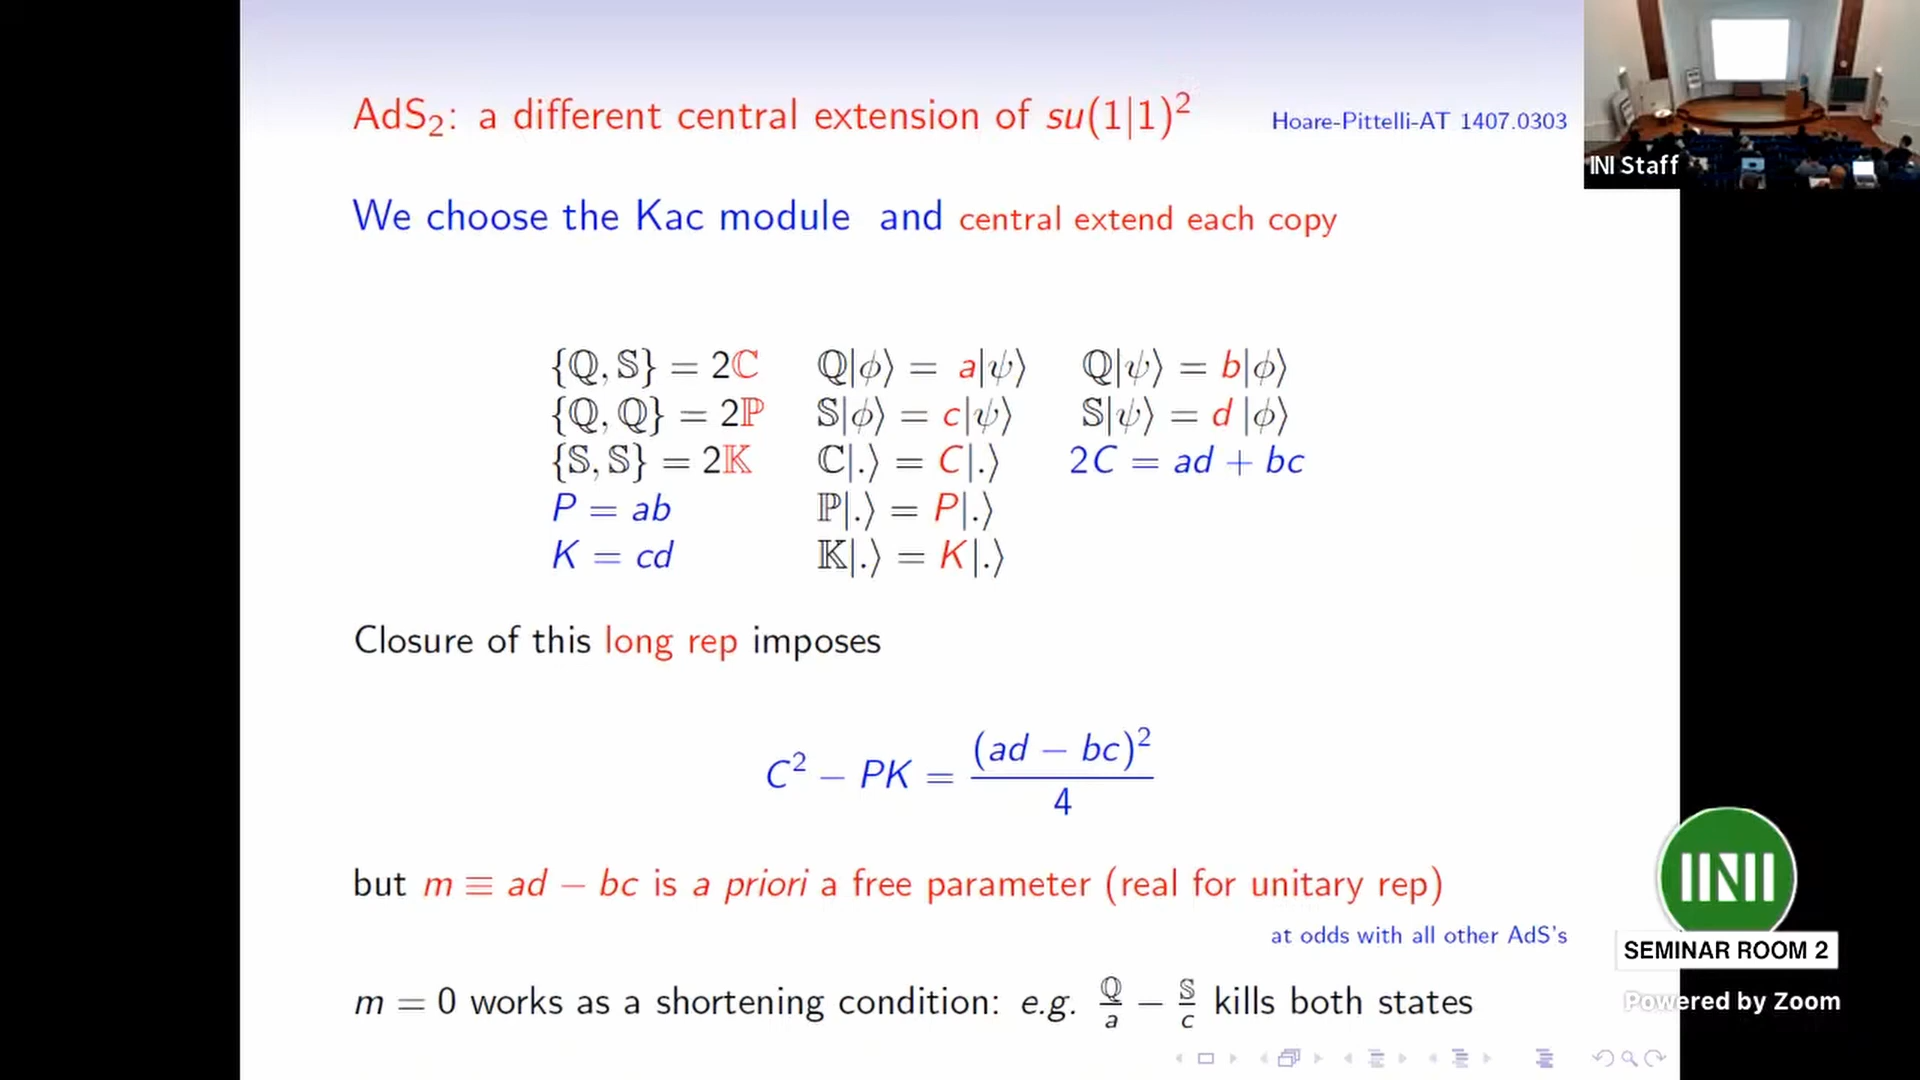 AdS₂: a different central extension of su(1|1)² Hoare-Pittelli-AT 1407.0303
INI Staff
We choose the Kac module and central extend each copy
{ℚ, 𝕊} = 2ℂ ℚ|ϕ⟩ = a|ψ⟩ ℚ|ψ⟩ = b|ϕ⟩
{ℚ, ℚ} = 2ℙ 𝕊|ϕ⟩ = c|ψ⟩ 𝕊|ψ⟩ = d |ϕ⟩
{𝕊, 𝕊} = 2𝕂 ℂ|.⟩ = C|.⟩ 2C = ad + bc
P = ab ℙ|.⟩ = P|.⟩
K = cd 𝕂|.⟩ = K|.⟩
Closure of this long rep imposes
C² − PK = (ad − bc)² / 4
but m ≡ ad − bc is a priori a free parameter (real for unitary rep)
at odds with all other AdS's
m = 0 works as a shortening condition: e.g. ℚ/a − 𝕊/c kills both states
INI
SEMINAR ROOM 2
Powered by Zoom